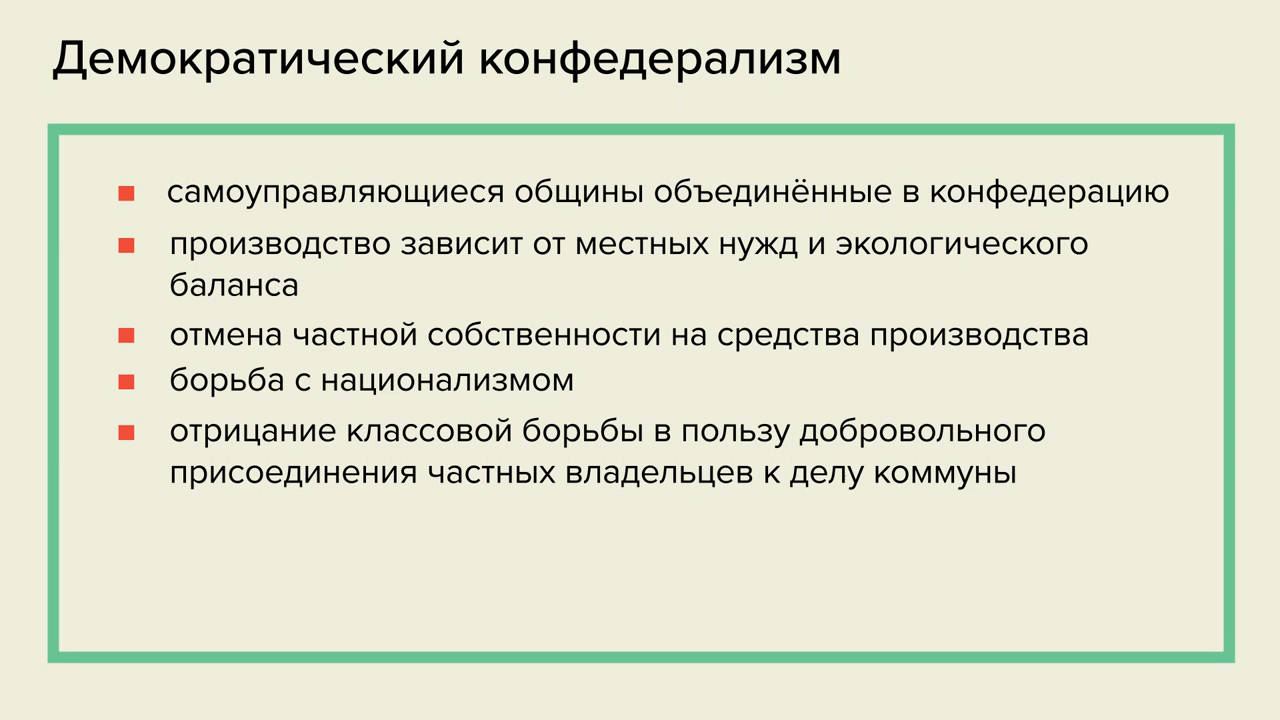 Демократический конфедерализм
самоуправляющиеся общины объединённые в конфедерацию
производство зависит от местных нужд и экологического
баланса
отмена частной собственности на средства производства
борьба с национализмом
отрицание классовой борьбы в пользу добровольного
присоединения частных владельцев к делу коммуны